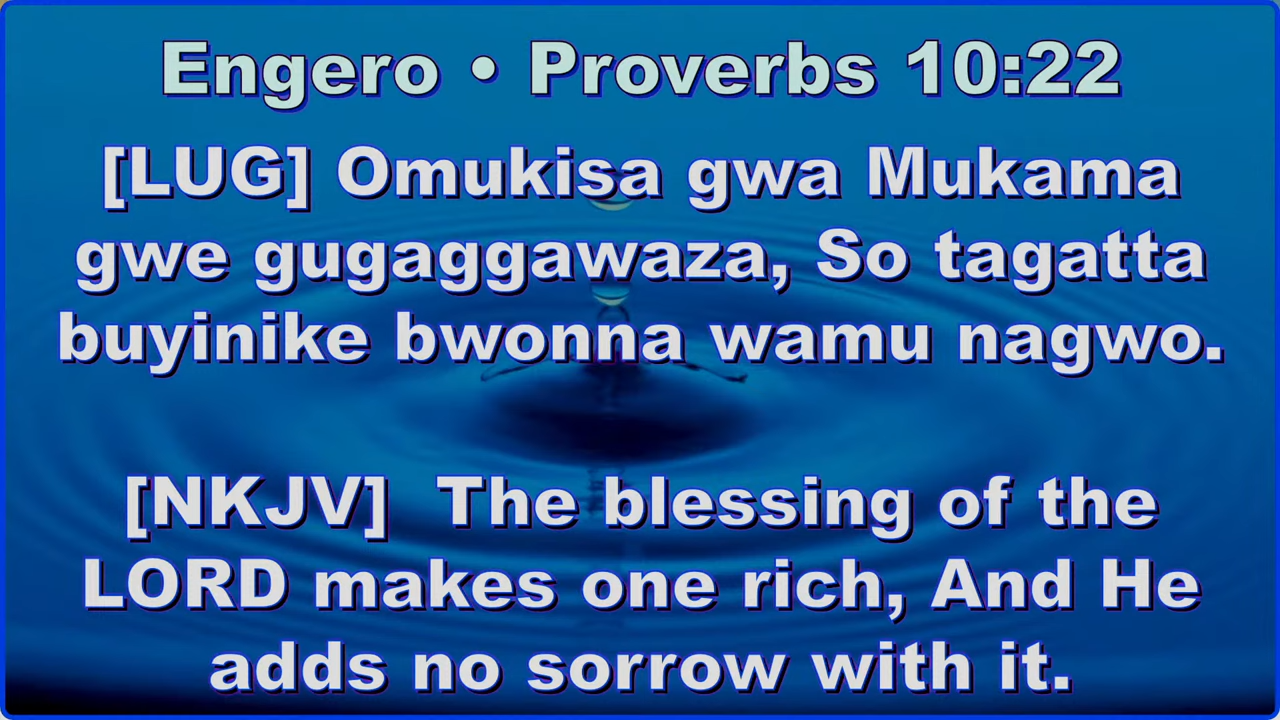 Engero • Proverbs 10:22
[LUG] Omukisa gwa Mukama
gwe gugaggawaza, So tagatta
buyinike bwonna wamu nagwo.
[NKJV] The blessing of the
LORD makes one rich, And He
adds no sorrow with it.